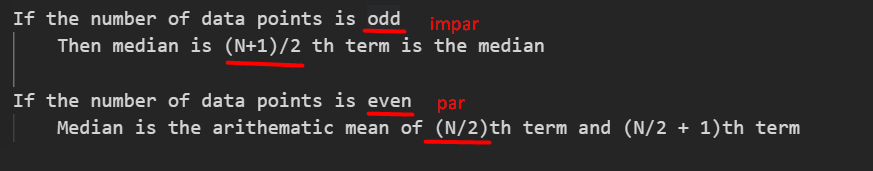 If the number of data points is odd impar
Then median is (N+1)/2 th term is the median
If the number of data points is even par
Median is the arithematic mean of (N/2)th term and (N/2 + 1)th term